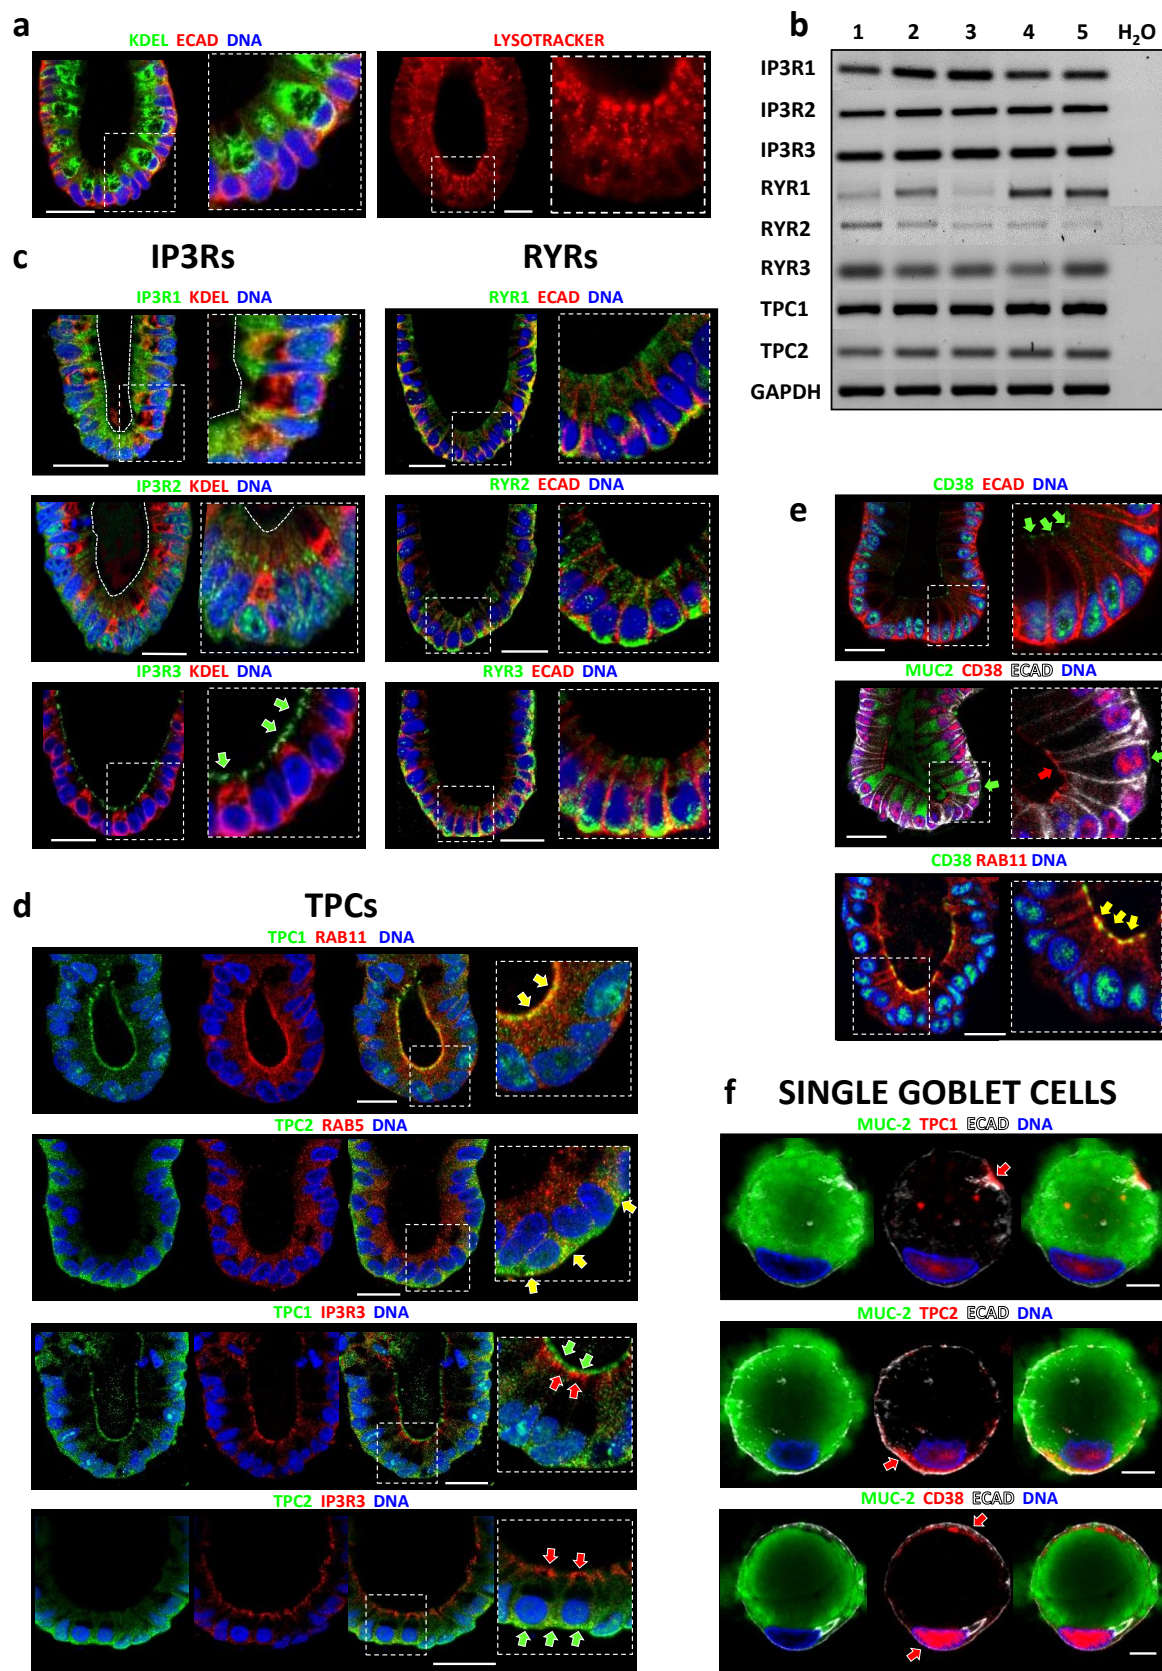 a
KDEL ECAD DNA
LYSOTRACKER
b
1 2 3 4 5 H2O
IP3R1
IP3R2
IP3R3
RYR1
RYR2
RYR3
TPC1
TPC2
GAPDH
c
IP3Rs
RYRs
IP3R1 KDEL DNA
RYR1 ECAD DNA
IP3R2 KDEL DNA
RYR2 ECAD DNA
IP3R3 KDEL DNA
RYR3 ECAD DNA
d
TPCs
TPC1 RAB11 DNA
TPC2 RAB5 DNA
TPC1 IP3R3 DNA
TPC2 IP3R3 DNA
e
CD38 ECAD DNA
MUC2 CD38 ECAD DNA
CD38 RAB11 DNA
f
SINGLE GOBLET CELLS
MUC-2 TPC1 ECAD DNA
MUC-2 TPC2 ECAD DNA
MUC-2 CD38 ECAD DNA